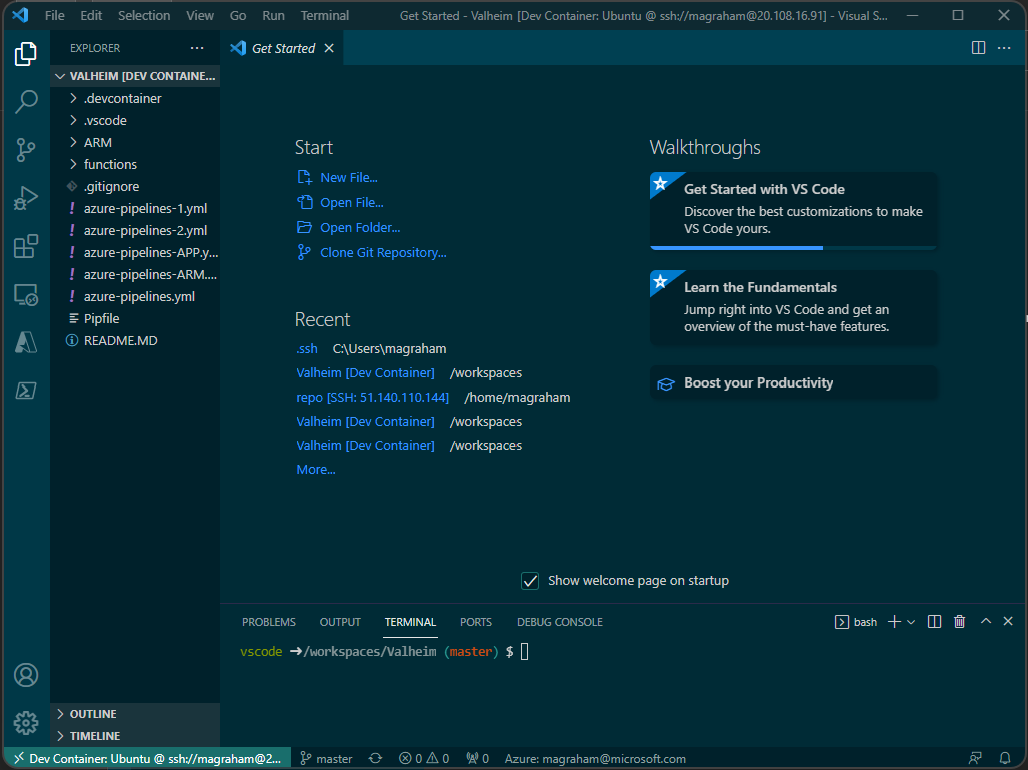 File Edit Selection View Go Run Terminal
Get Started - Valheim [Dev Container: Ubuntu @ ssh://magraham@20.108.16.91] - Visual S...
EXPLORER
Get Started
VALHEIM [DEV CONTAINE...
.devcontainer
.vscode
ARM
functions
.gitignore
! azure-pipelines-1.yml
! azure-pipelines-2.yml
! azure-pipelines-APP.y...
! azure-pipelines-ARM....
! azure-pipelines.yml
Pipfile
README.MD
OUTLINE
TIMELINE
Start
New File...
Open File...
Open Folder...
Clone Git Repository...
Recent
.ssh C:\Users\magraham
Valheim [Dev Container] /workspaces
repo [SSH: 51.140.110.144] /home/magraham
Valheim [Dev Container] /workspaces
Valheim [Dev Container] /workspaces
More...
Walkthroughs
Get Started with VS Code
Discover the best customizations to make
VS Code yours.
Learn the Fundamentals
Jump right into VS Code and get an
overview of the must-have features.
Boost your Productivity
Show welcome page on startup
PROBLEMS OUTPUT TERMINAL PORTS DEBUG CONSOLE
bash
vscode ➜/workspaces/Valheim (master) $
Dev Container: Ubuntu @ ssh://magraham@2... master 0 0 0 Azure: magraham@microsoft.com